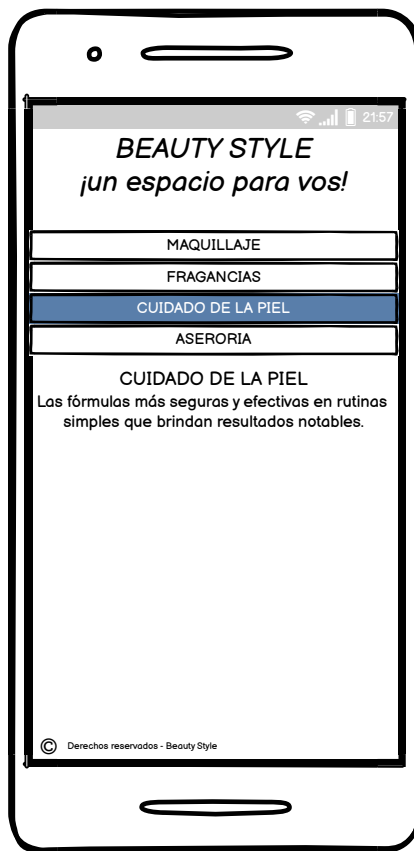 21:57
BEAUTY STYLE
¡un espacio para vos!
MAQUILLAJE
FRAGANCIAS
CUIDADO DE LA PIEL
ASERORIA
CUIDADO DE LA PIEL
Las fórmulas más seguras y efectivas en rutinas
simples que brindan resultados notables.
© Derechos reservados - Beauty Style